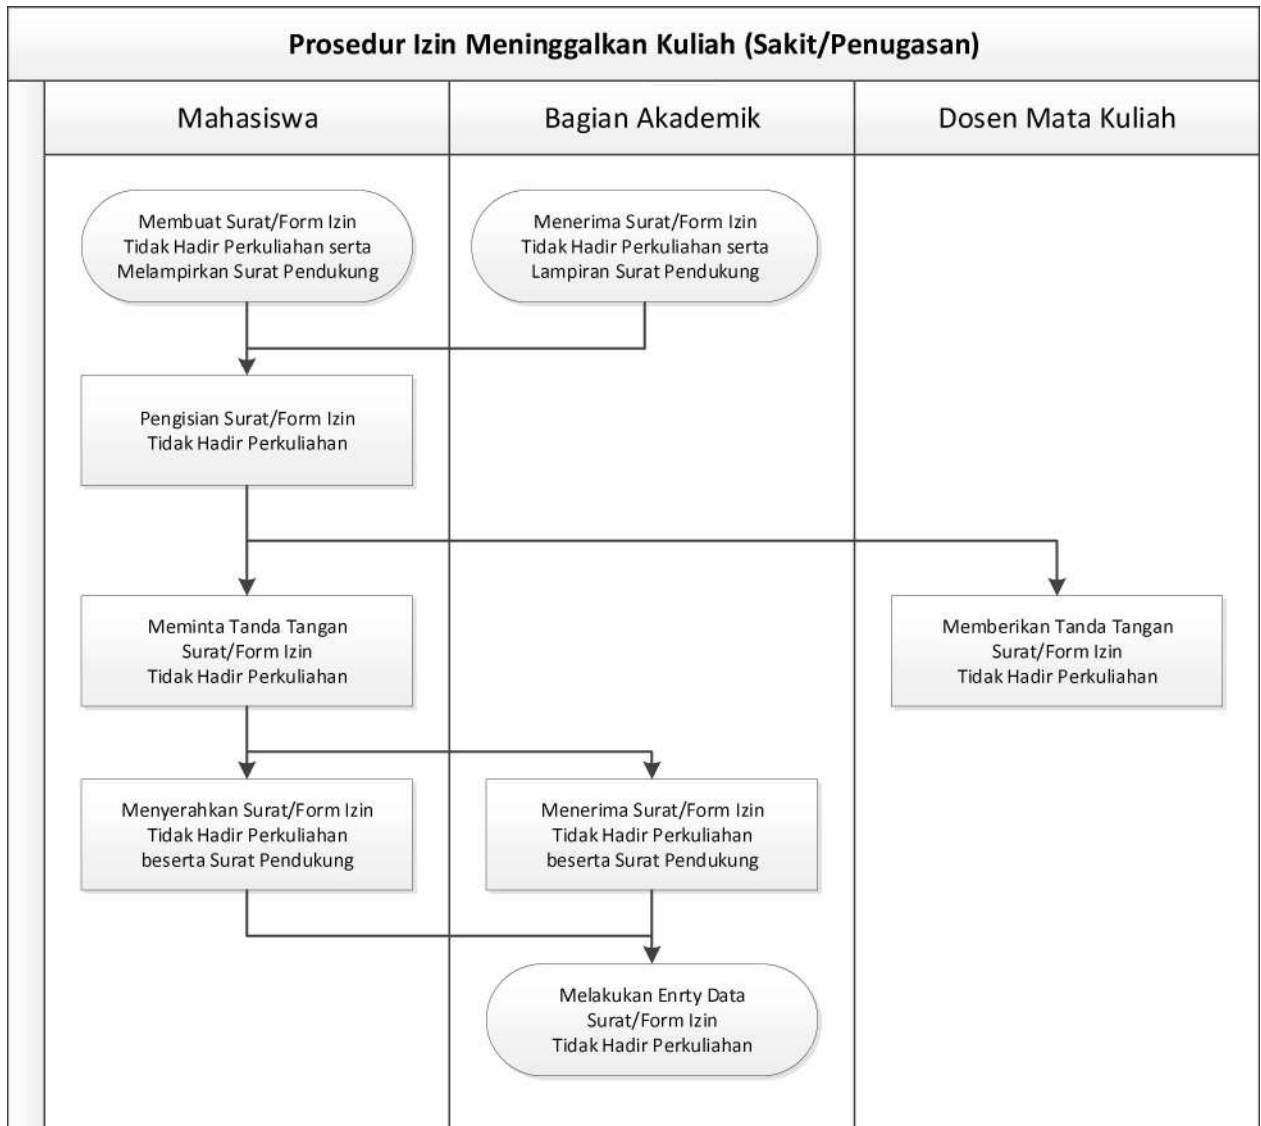 Prosedur Izin Meninggalkan Kuliah (Sakit/Penugasan)
Mahasiswa
Bagian Akademik
Dosen Mata Kuliah
Membuat Surat/Form Izin
Tidak Hadir Perkuliahan serta
Melampirkan Surat Pendukung
Menerima Surat/Form Izin
Tidak Hadir Perkuliahan serta
Lampiran Surat Pendukung
Pengisian Surat/Form Izin
Tidak Hadir Perkuliahan
Meminta Tanda Tangan
Surat/Form Izin
Tidak Hadir Perkuliahan
Memberikan Tanda Tangan
Surat/Form Izin
Tidak Hadir Perkuliahan
Menyerahkan Surat/Form Izin
Tidak Hadir Perkuliahan
beserta Surat Pendukung
Menerima Surat/Form Izin
Tidak Hadir Perkuliahan
beserta Surat Pendukung
Melakukan Enrty Data
Surat/Form Izin
Tidak Hadir Perkuliahan